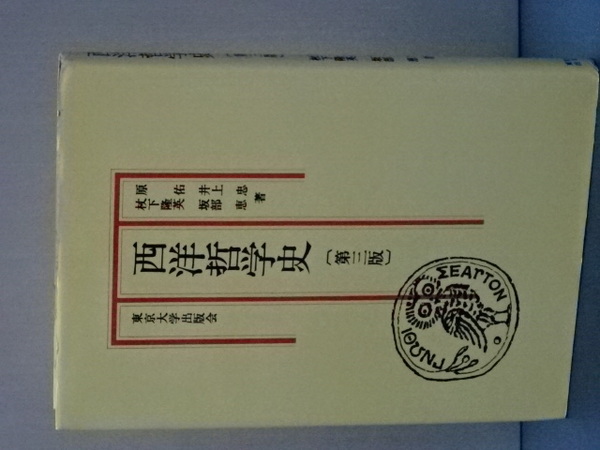 原佑 井上忠
杖下隆英 坂部恵 著
西洋哲学史〔第三版〕
東京大学出版会
ΓΝΩΘΙ ΣΕΑΥΤΟΝ